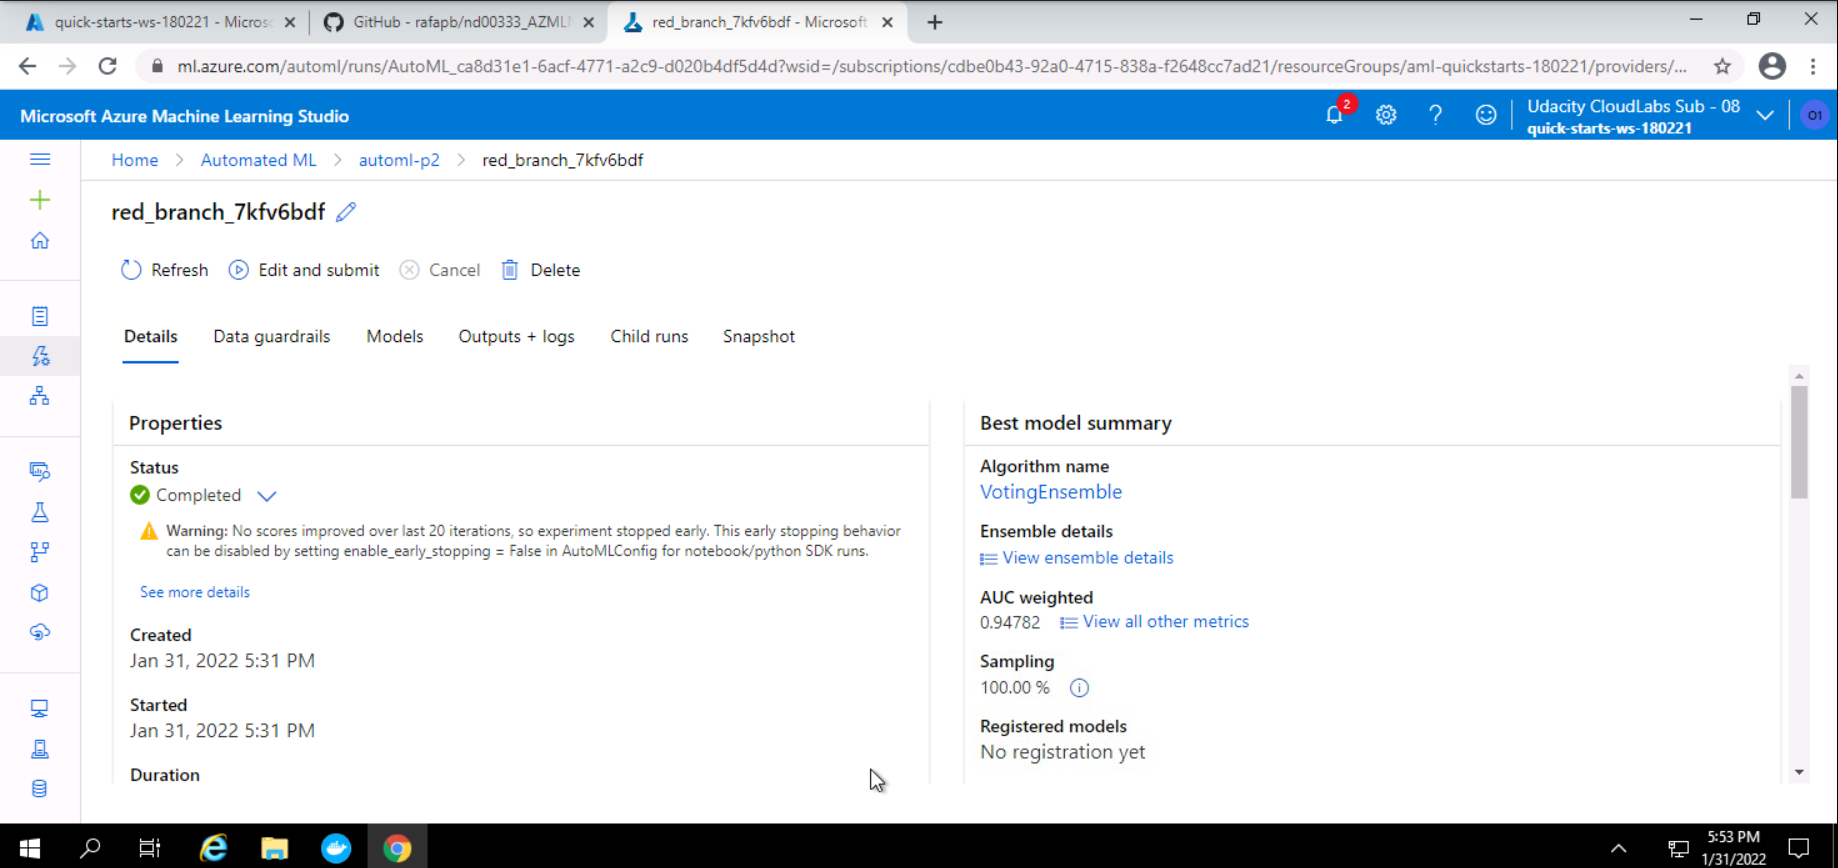 quick-starts-ws-180221 - Microso
GitHub - rafapb/nd00333_AZMLN
red_branch_7kfv6bdf - Microsoft
ml.azure.com/automl/runs/AutoML_ca8d31e1-6acf-4771-a2c9-d020b4df5d4d?wsid=/subscriptions/cdbe0b43-92a0-4715-838a-f2648cc7ad21/resourceGroups/aml-quickstarts-180221/providers/...
Microsoft Azure Machine Learning Studio
2
Udacity CloudLabs Sub - 08
quick-starts-ws-180221
O1
Home > Automated ML > automl-p2 > red_branch_7kfv6bdf
red_branch_7kfv6bdf
Refresh Edit and submit Cancel Delete
Details Data guardrails Models Outputs + logs Child runs Snapshot
Properties
Status
Completed
Warning: No scores improved over last 20 iterations, so experiment stopped early. This early stopping behavior
can be disabled by setting enable_early_stopping = False in AutoMLConfig for notebook/python SDK runs.
See more details
Created
Jan 31, 2022 5:31 PM
Started
Jan 31, 2022 5:31 PM
Duration
Best model summary
Algorithm name
VotingEnsemble
Ensemble details
View ensemble details
AUC weighted
0.94782 View all other metrics
Sampling
100.00 %
Registered models
No registration yet
5:53 PM
1/31/2022